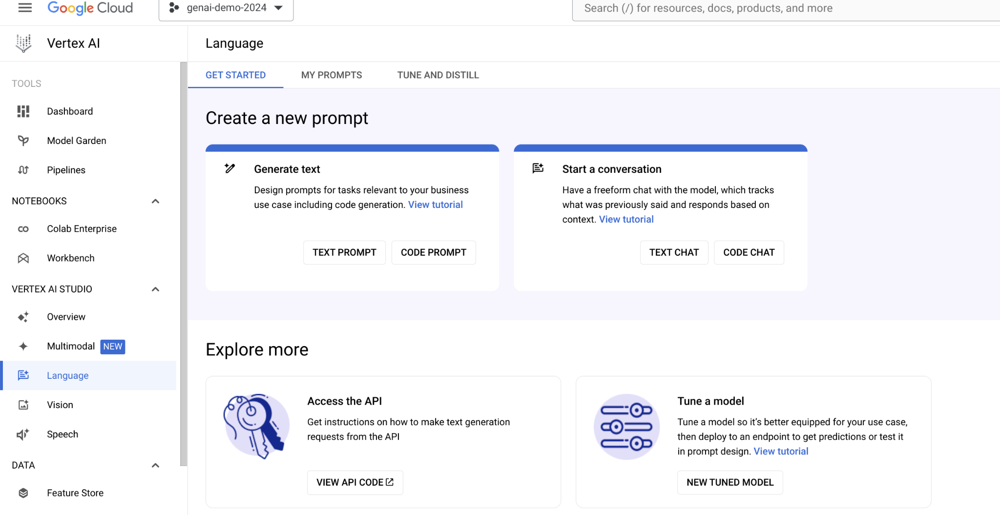 Google Cloud
genai-demo-2024
Search (/) for resources, docs, products, and more
Vertex AI
TOOLS
Dashboard
Model Garden
Pipelines
NOTEBOOKS
Colab Enterprise
Workbench
VERTEX AI STUDIO
Overview
Multimodal NEW
Language
Vision
Speech
DATA
Feature Store
Language
GET STARTED
MY PROMPTS
TUNE AND DISTILL
Create a new prompt
Generate text
Design prompts for tasks relevant to your business
use case including code generation. View tutorial
TEXT PROMPT
CODE PROMPT
Start a conversation
Have a freeform chat with the model, which tracks
what was previously said and responds based on
context. View tutorial
TEXT CHAT
CODE CHAT
Explore more
Access the API
Get instructions on how to make text generation
requests from the API
VIEW API CODE
Tune a model
Tune a model so it’s better equipped for your use case,
then deploy to an endpoint to get predictions or test it
in prompt design. View tutorial
NEW TUNED MODEL